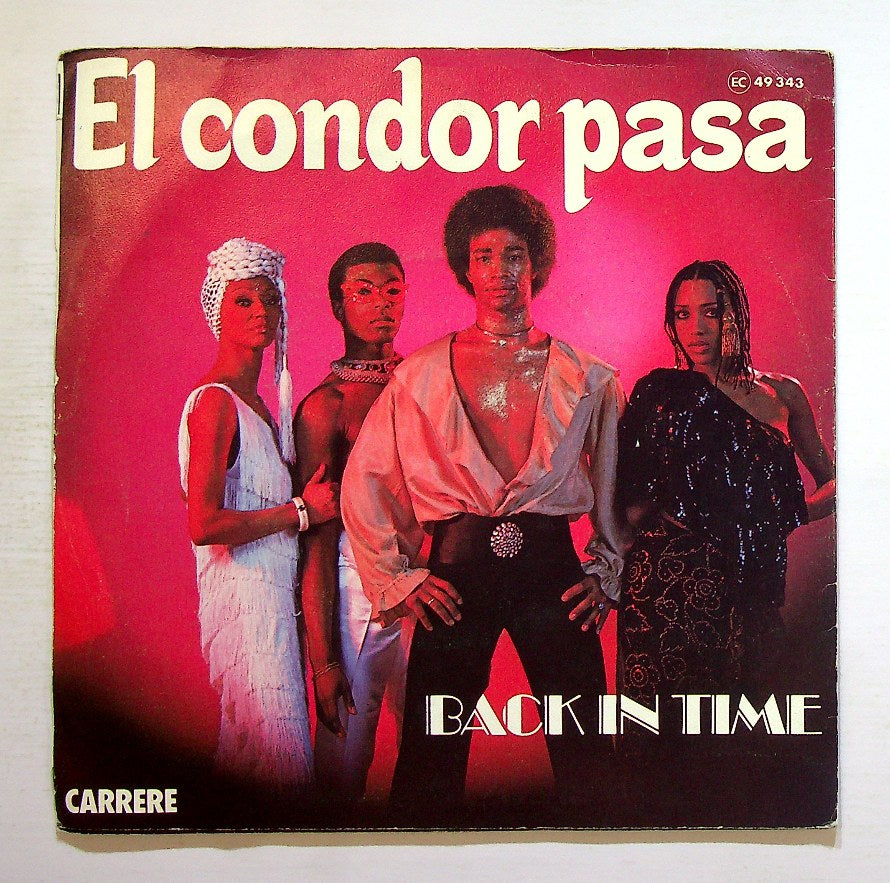 El condor pasa
EC 49 343
BACK IN TIME
CARRERE